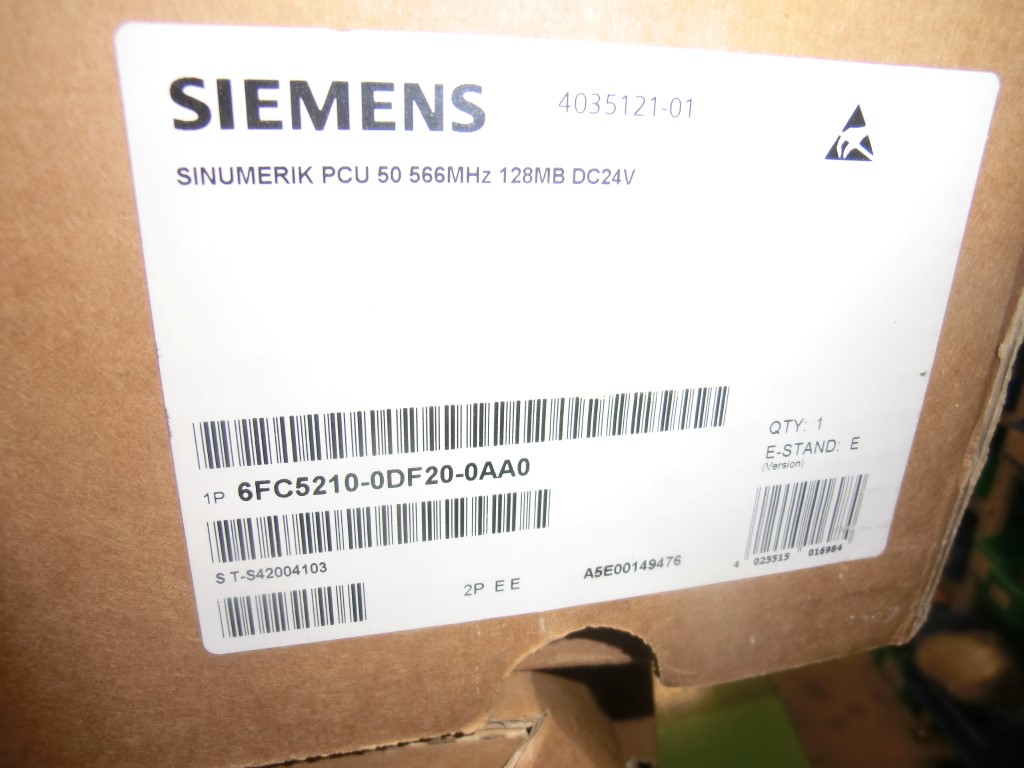 SIEMENS
4035121-01
SINUMERIK PCU 50 566MHz 128MB DC24V
QTY: 1
E-STAND: E
(Version)
1P 6FC5210-0DF20-0AA0
S T-S42004103
2P E E
A5E00149476
4 025515 016984